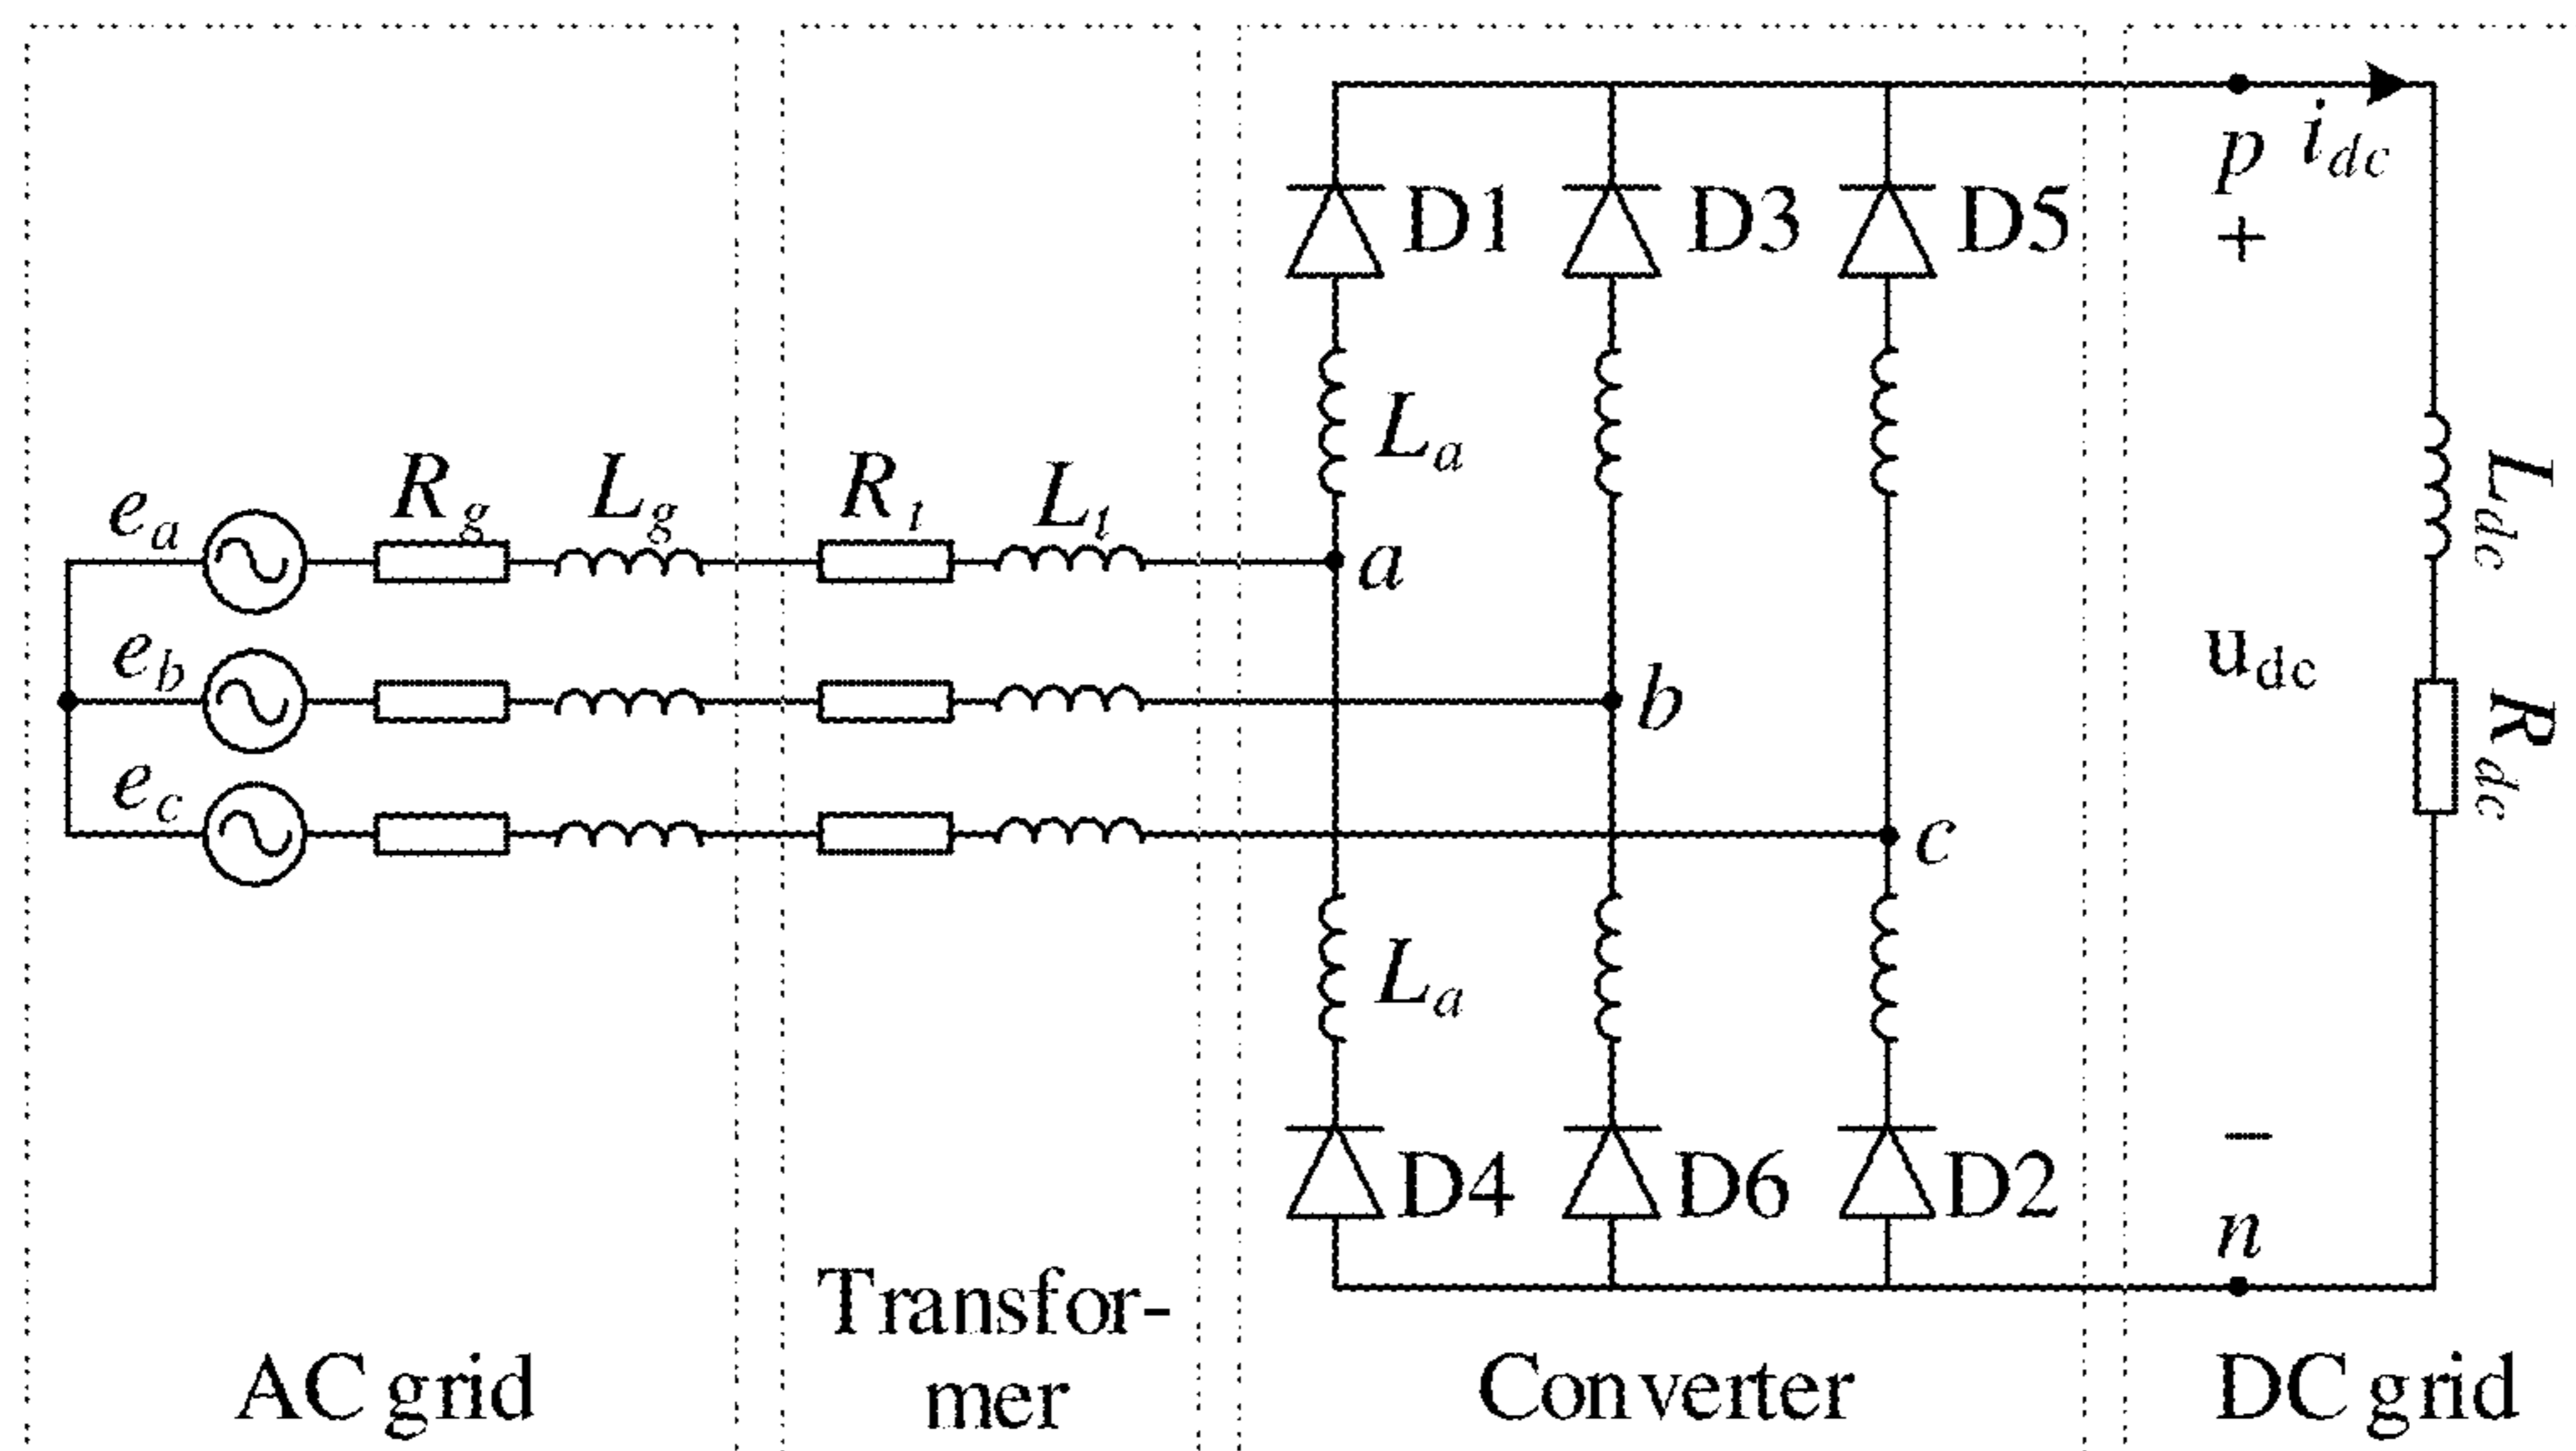 D1
D3
D5
p
i_dc
+
L_a
e_a
R_g
L_g
R_t
L_t
a
L_dc
e_b
b
u_dc
R_dc
e_c
c
L_a
D4
D6
D2
−
n
Transfor-
mer
AC grid
Converter
DC grid